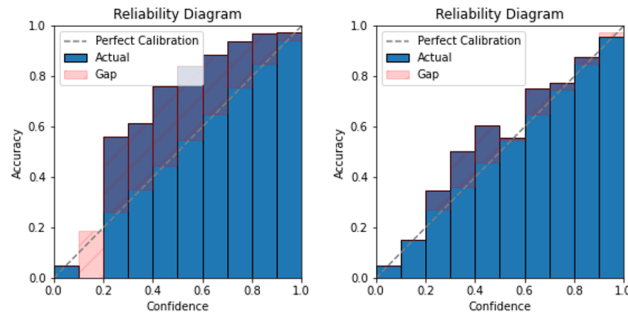 Reliability Diagram
1.0
0.8
0.6
0.4
0.2
0.0
Accuracy
Perfect Calibration
Actual
Gap
0.0 0.2 0.4 0.6 0.8 1.0
Confidence
Reliability Diagram
1.0
0.8
0.6
0.4
0.2
0.0
Accuracy
Perfect Calibration
Actual
Gap
0.0 0.2 0.4 0.6 0.8 1.0
Confidence